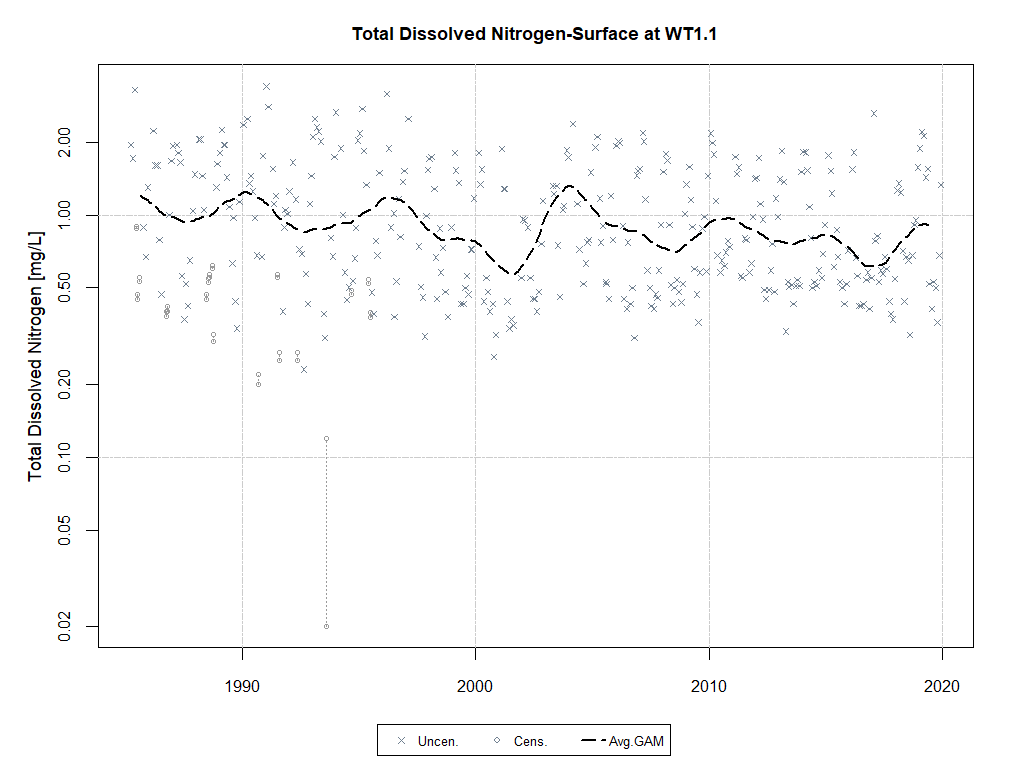 Total Dissolved Nitrogen-Surface at WT1.1
Total Dissolved Nitrogen [mg/L]
2.00
1.00
0.50
0.20
0.10
0.05
0.02
1990 2000 2010 2020
Uncen. Cens. Avg.GAM